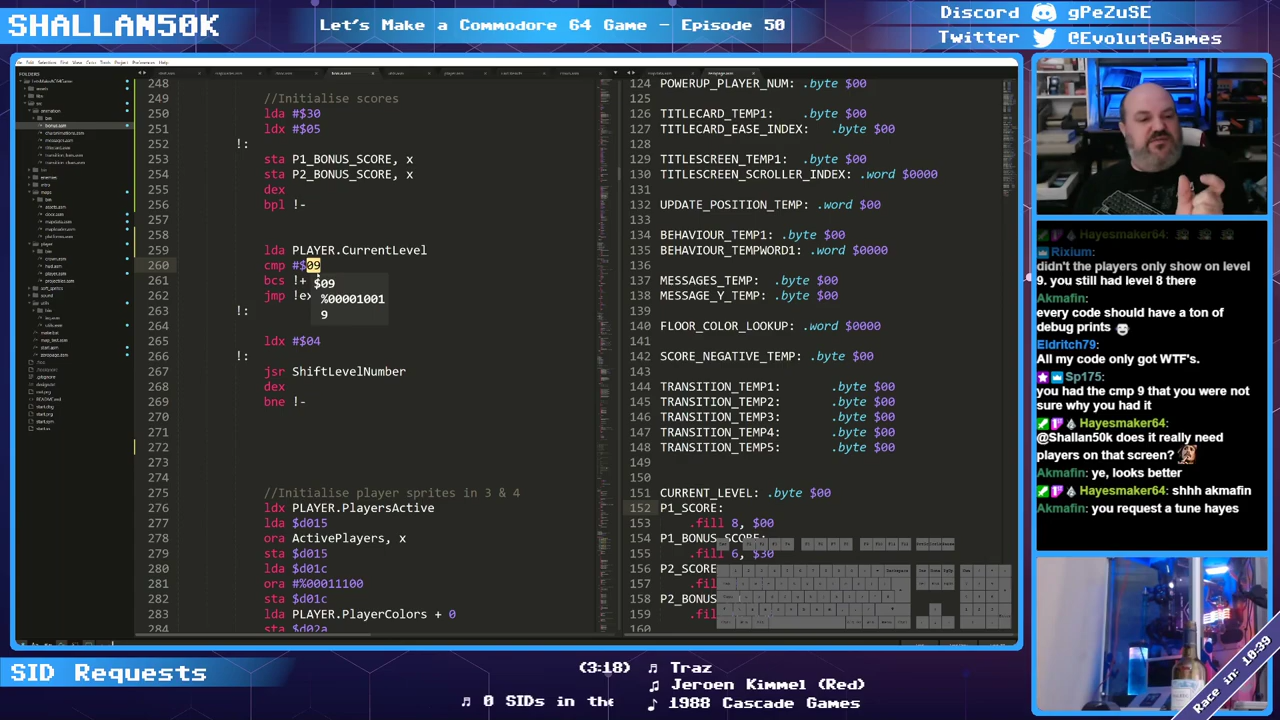 SHALLAN50K
Let's Make a Commodore 64 Game - Episode 50
Discord gPeZuSE
Twitter @EvoluteGames
FOLDERS
248
249 //Initialise scores
250 lda #$30
251 ldx #$05
252 !:
253 sta P1_BONUS_SCORE, x
254 sta P2_BONUS_SCORE, x
255 dex
256 bpl !-
257
258
259 lda PLAYER.CurrentLevel
260 cmp #$09
261 bcs !+
262 jmp !ex
263 !:
264
265 ldx #$04
266 !:
267 jsr ShiftLevelNumber
268 dex
269 bne !-
270
271
272
273
274
275 //Initialise player sprites in 3 & 4
276 ldx PLAYER.PlayersActive
277 lda $d015
278 ora ActivePlayers, x
279 sta $d015
280 lda $d01c
281 ora #%00011100
282 sta $d01c
283 lda PLAYER.PlayerColors + 0
284 sta $d02a
$09
%00001001
9
124 POWERUP_PLAYER_NUM: .byte $00
125
126 TITLECARD_TEMP1: .byte $00
127 TITLECARD_EASE_INDEX: .byte $00
128
129 TITLESCREEN_TEMP1: .byte $00
130 TITLESCREEN_SCROLLER_INDEX: .word $0000
131
132 UPDATE_POSITION_TEMP: .word $00
133
134 BEHAVIOUR_TEMP1: .byte $00
135 BEHAVIOUR_TEMPWORD1: .word $0000
136
137 MESSAGES_TEMP: .byte $00
138 MESSAGE_Y_TEMP: .byte $00
139
140 FLOOR_COLOR_LOOKUP: .word $0000
141
142 SCORE_NEGATIVE_TEMP: .byte $00
143
144 TRANSITION_TEMP1: .byte $00
145 TRANSITION_TEMP2: .byte $00
146 TRANSITION_TEMP3: .byte $00
147 TRANSITION_TEMP4: .byte $00
148 TRANSITION_TEMP5: .byte $00
149
150
151 CURRENT_LEVEL: .byte $00
152 P1_SCORE:
153 .fill 8, $00
154 P1_BONUS_SCORE:
155 .fill 6, $30
156 P2_SCORE
157 .fil
158 P2_BONUS
159 .fil
160
Hayesmaker64:
Rixium:
didn't the players only show on level
9. you still had level 8 there
Akmafin:
every code should have a ton of
debug prints
Eldritch79:
All my code only got WTF's.
Sp175:
you had the cmp 9 that you were not
sure why you had it
Hayesmaker64:
@Shallan50k does it really need
players on that screen?
Akmafin: ye, looks better
Hayesmaker64: shhh akmafin
Akmafin: you request a tune hayes
SID Requests
0 SIDs in the
(3:18) Traz
Jeroen Kimmel (Red)
1988 Cascade Games
Race in: 10:39